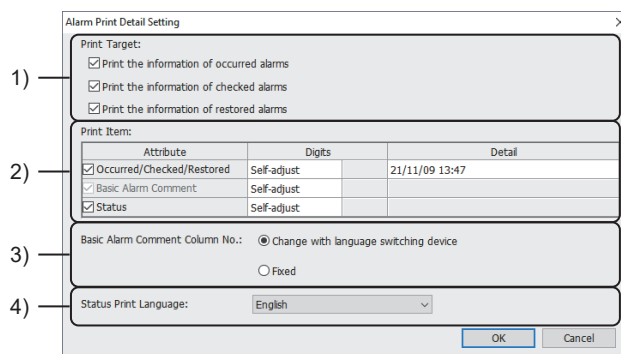 Alarm Print Detail Setting
Print Target:
Print the information of occurred alarms
1)
Print the information of checked alarms
Print the information of restored alarms
Print Item:
Attribute Digits Detail
2)
Occurred/Checked/Restored Self-adjust 21/11/09 13:47
Basic Alarm Comment Self-adjust
Status Self-adjust
3)
Basic Alarm Comment Column No.: Change with language switching device
Fixed
4)
Status Print Language: English
OK Cancel